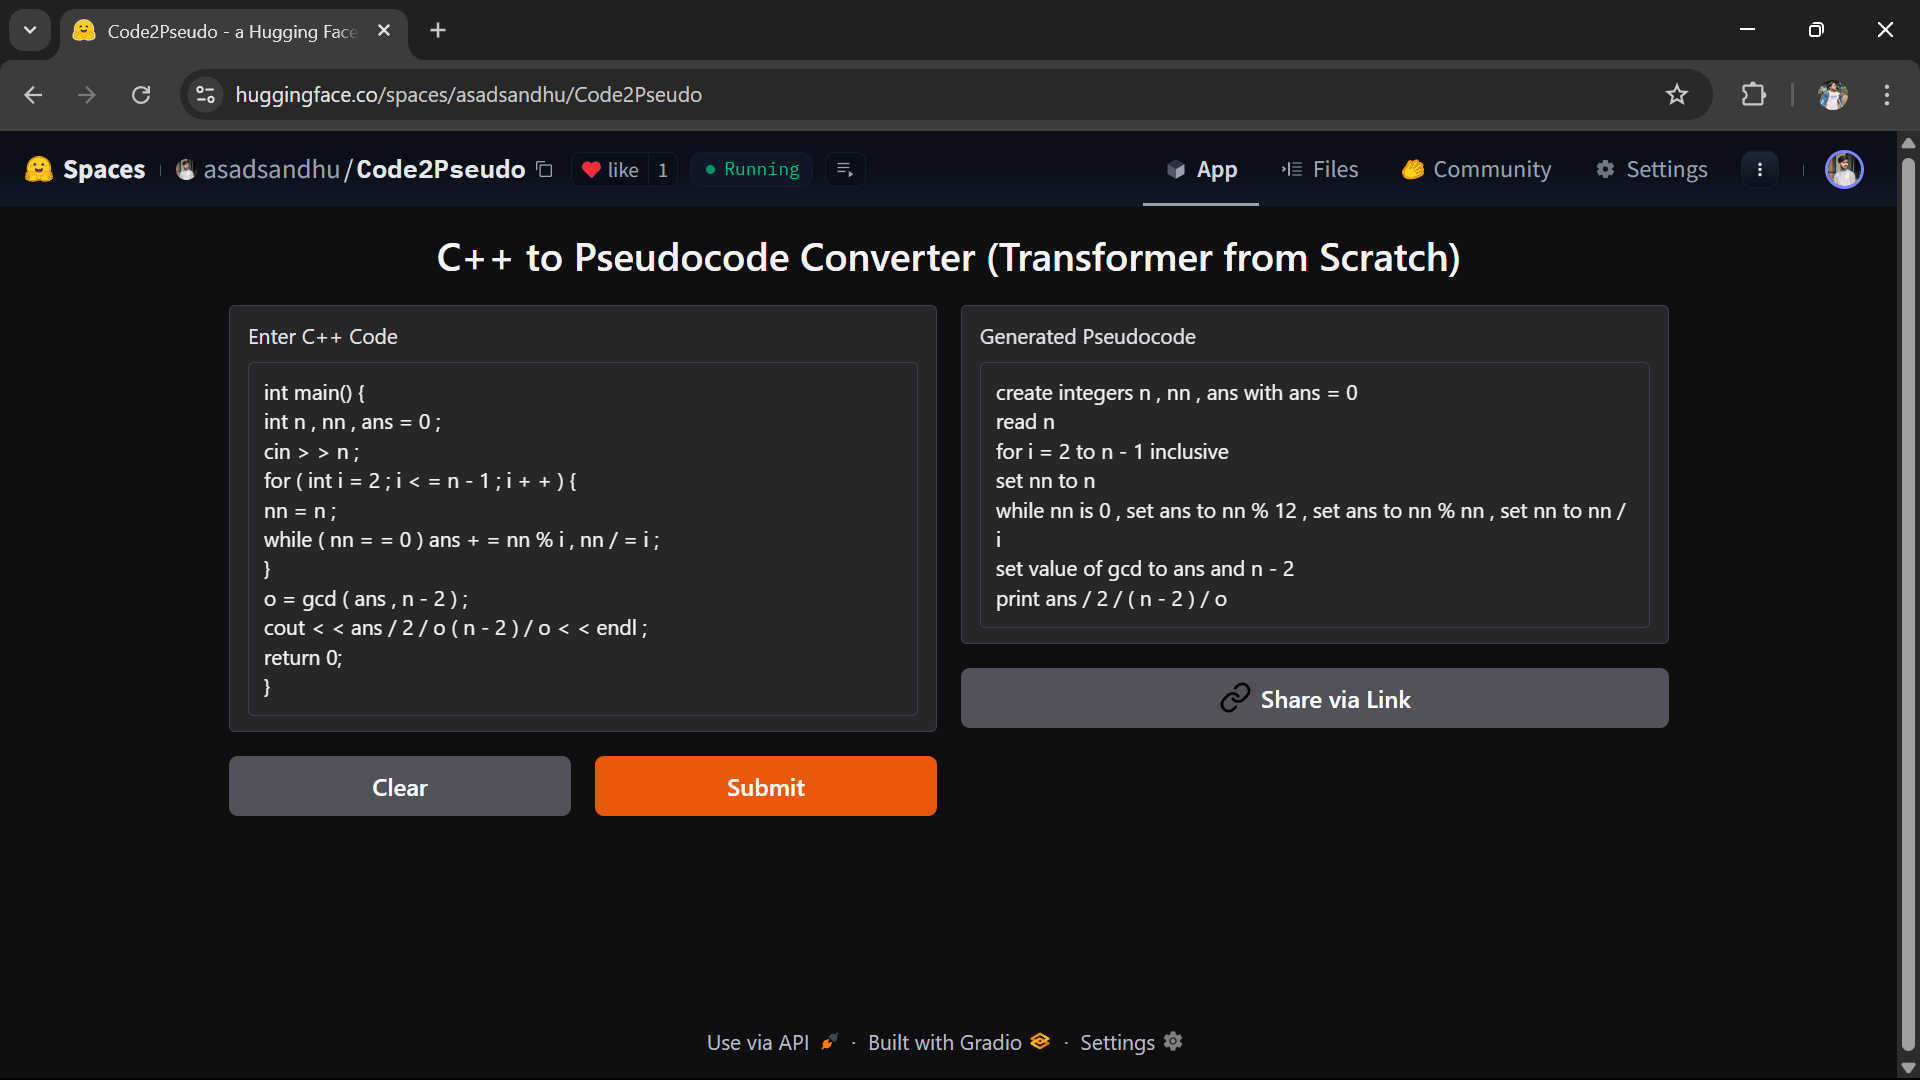 Code2Pseudo - a Hugging Face
huggingface.co/spaces/asadsandhu/Code2Pseudo
Spaces asadsandhu/Code2Pseudo like 1 Running App Files Community Settings
C++ to Pseudocode Converter (Transformer from Scratch)
Enter C++ Code
int main() {
int n , nn , ans = 0 ;
cin > > n ;
for ( int i = 2 ; i < = n - 1 ; i + + ) {
nn = n ;
while ( nn = = 0 ) ans + = nn % i , nn / = i ;
}
o = gcd ( ans , n - 2 ) ;
cout < < ans / 2 / o ( n - 2 ) / o < < endl ;
return 0;
}
Clear
Submit
Generated Pseudocode
create integers n , nn , ans with ans = 0
read n
for i = 2 to n - 1 inclusive
set nn to n
while nn is 0 , set ans to nn % 12 , set ans to nn % nn , set nn to nn /
i
set value of gcd to ans and n - 2
print ans / 2 / ( n - 2 ) / o
Share via Link
Use via API · Built with Gradio · Settings